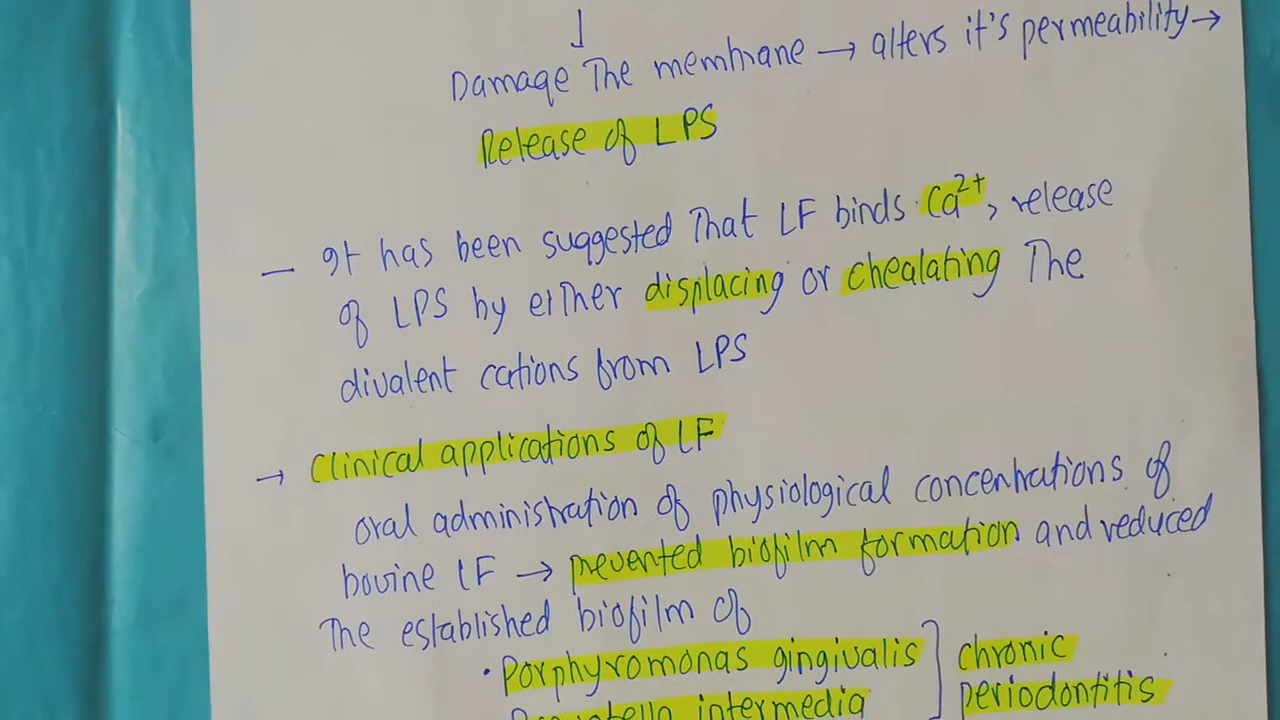 ↓
Damage The membrane → alters it's permeability →
Release of LPS
— It has been suggested That LF binds Ca²⁺, release
of LPS by either displacing or chealating The
divalent cations from LPS
→ Clinical applications of LF
oral administration of physiological concentrations of
bovine LF → prevented biofilm formation and reduced
The established biofilm of
• Porphyromonas gingivalis ] chronic
intermedia periodontitis